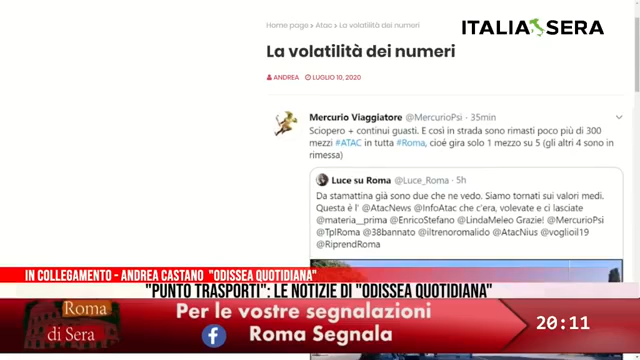 Home page > Atac > La volatilità dei numeri
ITALIA SERA
La volatilità dei numeri
ANDREA LUGLIO 10, 2020
Mercurio Viaggiatore @MercurioPsi · 35min
Sciopero + continui guasti. E così in strada sono rimasti poco più di 300
mezzi #ATAC in tutta #Roma, cioé gira solo 1 mezzo su 5 (gli altri 4 sono in
rimessa)
Luce su Roma @Luce_Roma · 5h
Da stamattina già sono due che ne vedo. Siamo tornati sui valori medi.
Questa è l' @AtacNews @InfoAtac che c'era, volevate e ci lasciate
@materia__prima @EnricoStefano @LindaMeleo Grazie! @MercurioPsi
@TplRoma @38bannato @iltrenoromalido @AtacNius @voglioil19
@RiprendRoma
IN COLLEGAMENTO - ANDREA CASTANO "ODISSEA QUOTIDIANA"
"PUNTO TRASPORTI": LE NOTIZIE DI "ODISSEA QUOTIDIANA"
Roma
di Sera
Per le vostre segnalazioni
Roma Segnala
20:11